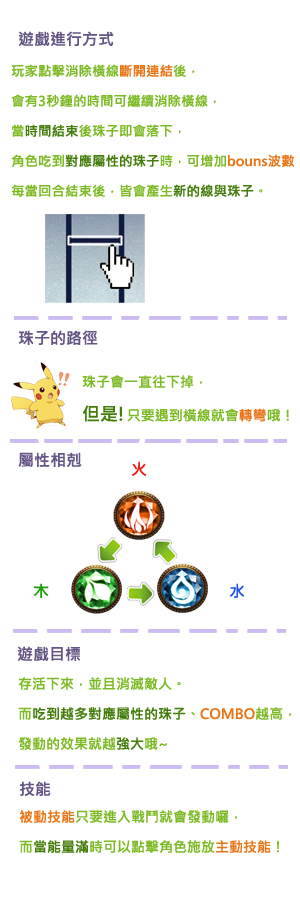 遊戲進行方式
玩家點擊消除橫線斷開連結後，
會有3秒鐘的時間可繼續消除橫線，
當時間結束後珠子即會落下，
角色吃到對應屬性的珠子時，可增加bouns波數
每當回合結束後，皆會產生新的線與珠子。
珠子的路徑
!!
珠子會一直往下掉，
但是!只要遇到橫線就會轉彎哦！
屬性相剋
火
木
水
遊戲目標
存活下來，並且消滅敵人。
而吃到越多對應屬性的珠子、COMBO越高，
發動的效果就越強大哦~
技能
被動技能只要進入戰鬥就會發動囉，
而當能量滿時可以點擊角色施放主動技能！